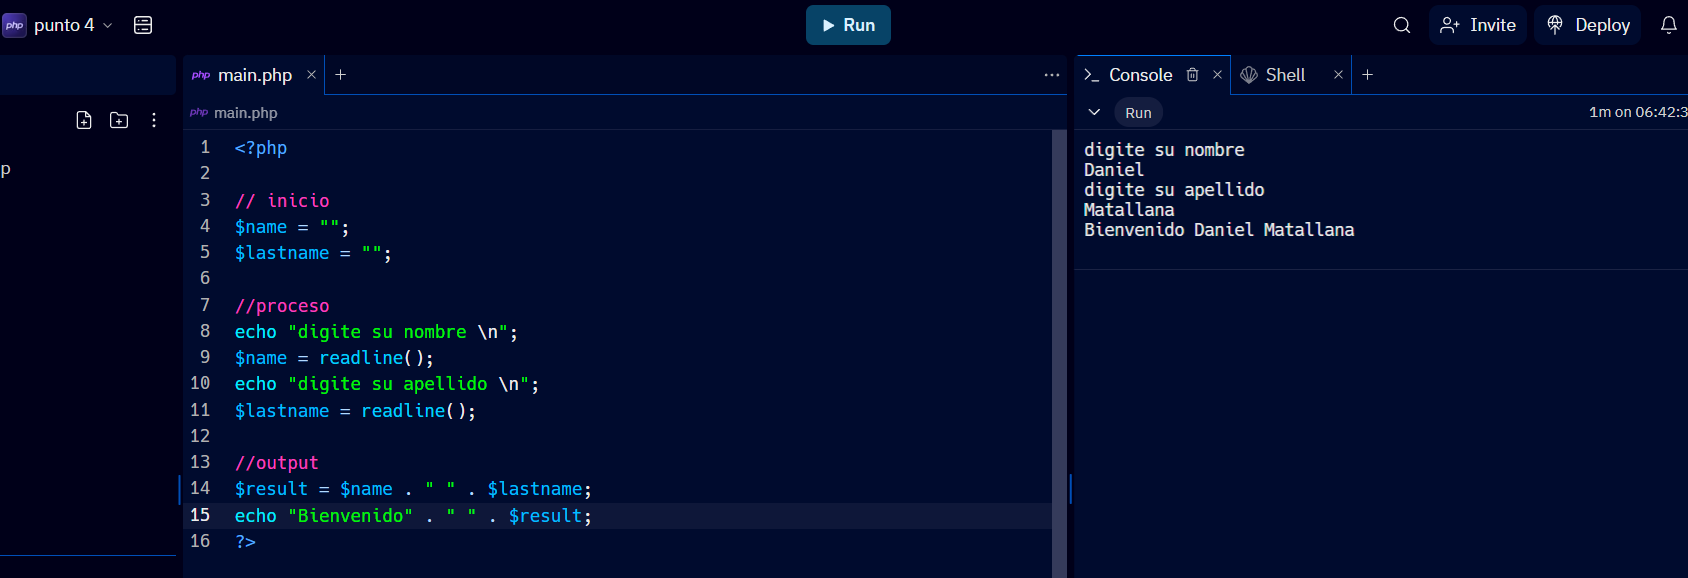 php punto 4
Run
Invite
Deploy
php main.php
Console
Shell
php main.php
Run
1m on 06:42:3
p
1 <?php
2
3 // inicio
4 $name = "";
5 $lastname = "";
6
7 //proceso
8 echo "digite su nombre \n";
9 $name = readline();
10 echo "digite su apellido \n";
11 $lastname = readline();
12
13 //output
14 $result = $name . " " . $lastname;
15 echo "Bienvenido" . " " . $result;
16 ?>
digite su nombre
Daniel
digite su apellido
Matallana
Bienvenido Daniel Matallana